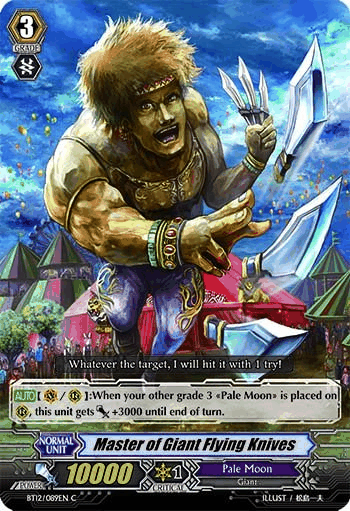 3
GRADE
Whatever the target, I will hit it with 1 try!
AUTO [ / ]:When your other grade 3 «Pale Moon» is placed on
, this unit gets +3000 until end of turn.
NORMAL
UNIT
Master of Giant Flying Knives
POWER
10000
1
CRITICAL
Pale Moon
Giant
BT12/089EN C
ILLUST / 松島一夫